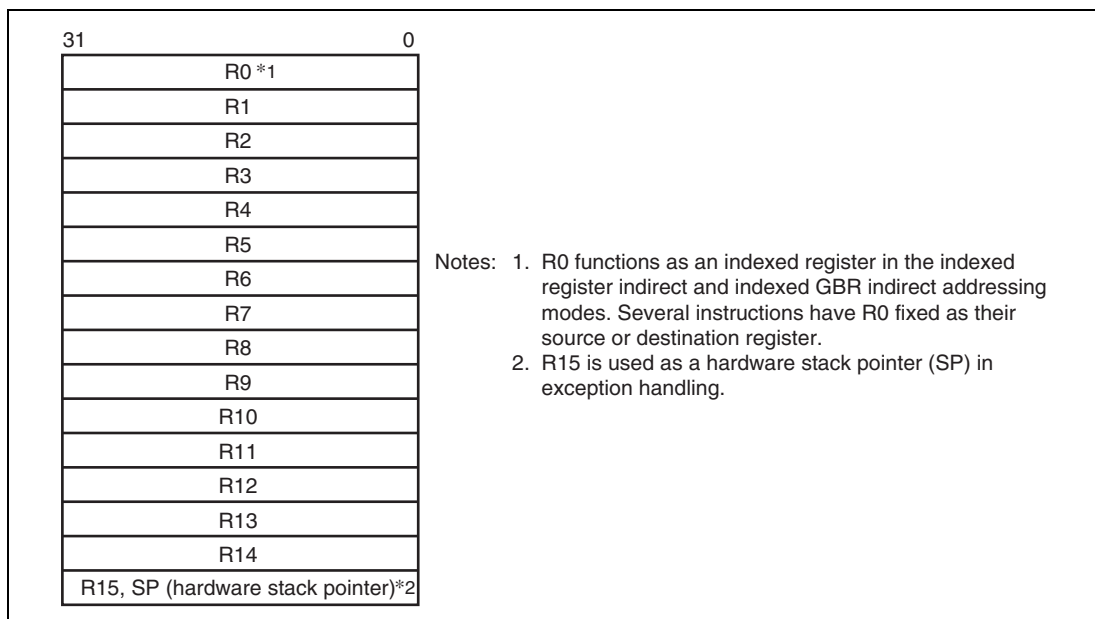 31 0
R0 *1
R1
R2
R3
R4
R5
R6
R7
R8
R9
R10
R11
R12
R13
R14
R15, SP (hardware stack pointer)*2
Notes: 1. R0 functions as an indexed register in the indexed
register indirect and indexed GBR indirect addressing
modes. Several instructions have R0 fixed as their
source or destination register.
2. R15 is used as a hardware stack pointer (SP) in
exception handling.